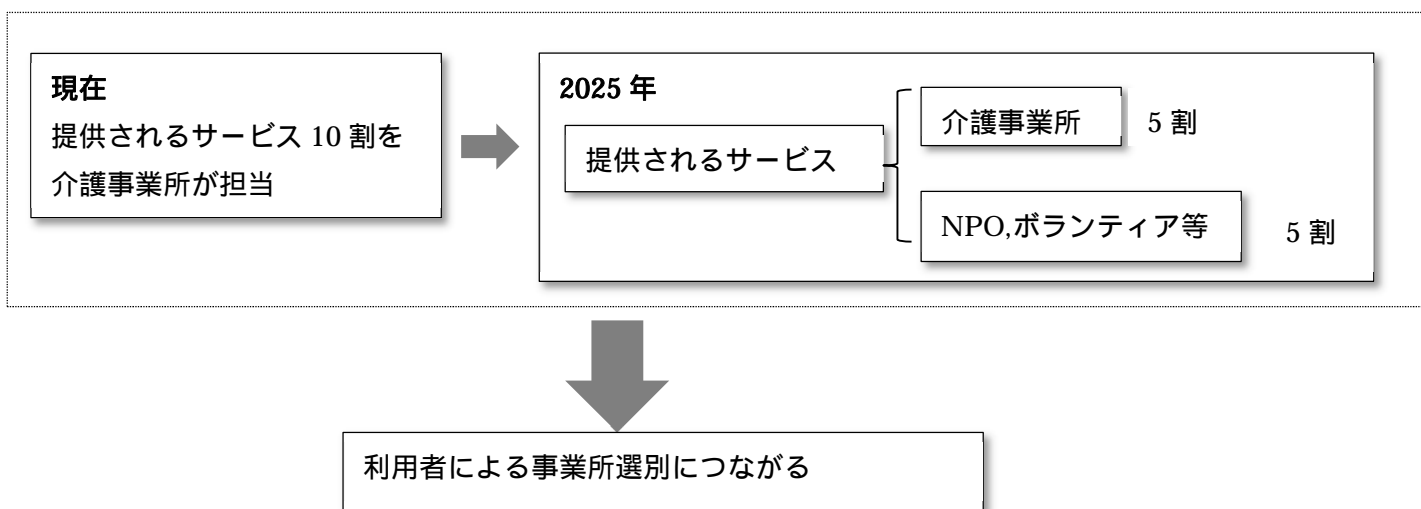 現在
提供されるサービス 10 割を
介護事業所が担当
2025 年
提供されるサービス
介護事業所
5 割
NPO,ボランティア等
5 割
利用者による事業所選別につながる